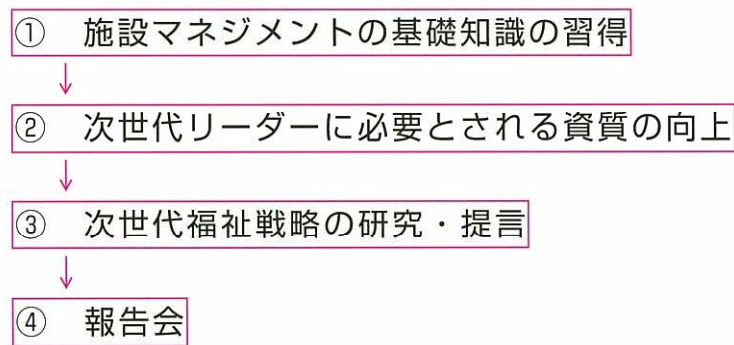 ① 施設マネジメントの基礎知識の習得
↓
② 次世代リーダーに必要とされる資質の向上
↓
③ 次世代福祉戦略の研究・提言
↓
④ 報告会